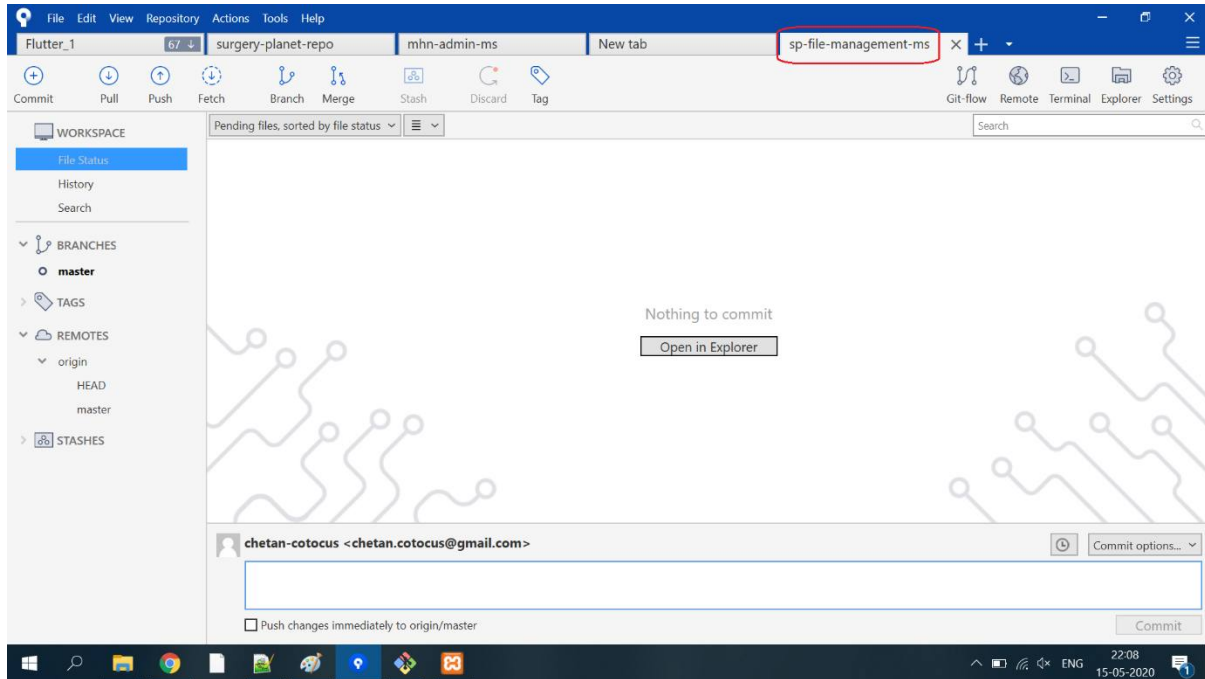 File Edit View Repository Actions Tools Help
Flutter_1 67 ↓ surgery-planet-repo mhn-admin-ms New tab sp-file-management-ms
Commit Pull Push Fetch Branch Merge Stash Discard Tag Git-flow Remote Terminal Explorer Settings
WORKSPACE
Pending files, sorted by file status
Search
File Status
History
Search
BRANCHES
master
TAGS
REMOTES
origin
HEAD
master
STASHES
Nothing to commit
Open in Explorer
chetan-cotocus <chetan.cotocus@gmail.com>
Commit options...
Push changes immediately to origin/master
Commit
ENG
22:08
15-05-2020
1